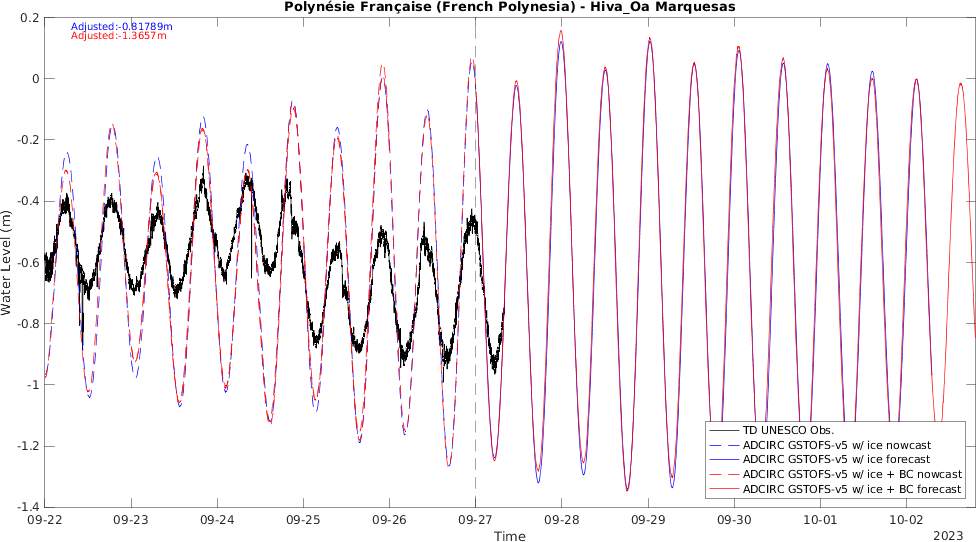 Polynésie Française (French Polynesia) - Hiva_Oa Marquesas
Adjusted:-0.81789m
Adjusted:-1.3657m
0.2
0
-0.2
-0.4
-0.6
-0.8
-1
-1.2
-1.4
Water Level (m)
TD UNESCO Obs.
ADCIRC GSTOFS-v5 w/ ice nowcast
ADCIRC GSTOFS-v5 w/ ice forecast
ADCIRC GSTOFS-v5 w/ ice + BC nowcast
ADCIRC GSTOFS-v5 w/ ice + BC forecast
09-22 09-23 09-24 09-25 09-26 09-27 09-28 09-29 09-30 10-01 10-02
Time
2023